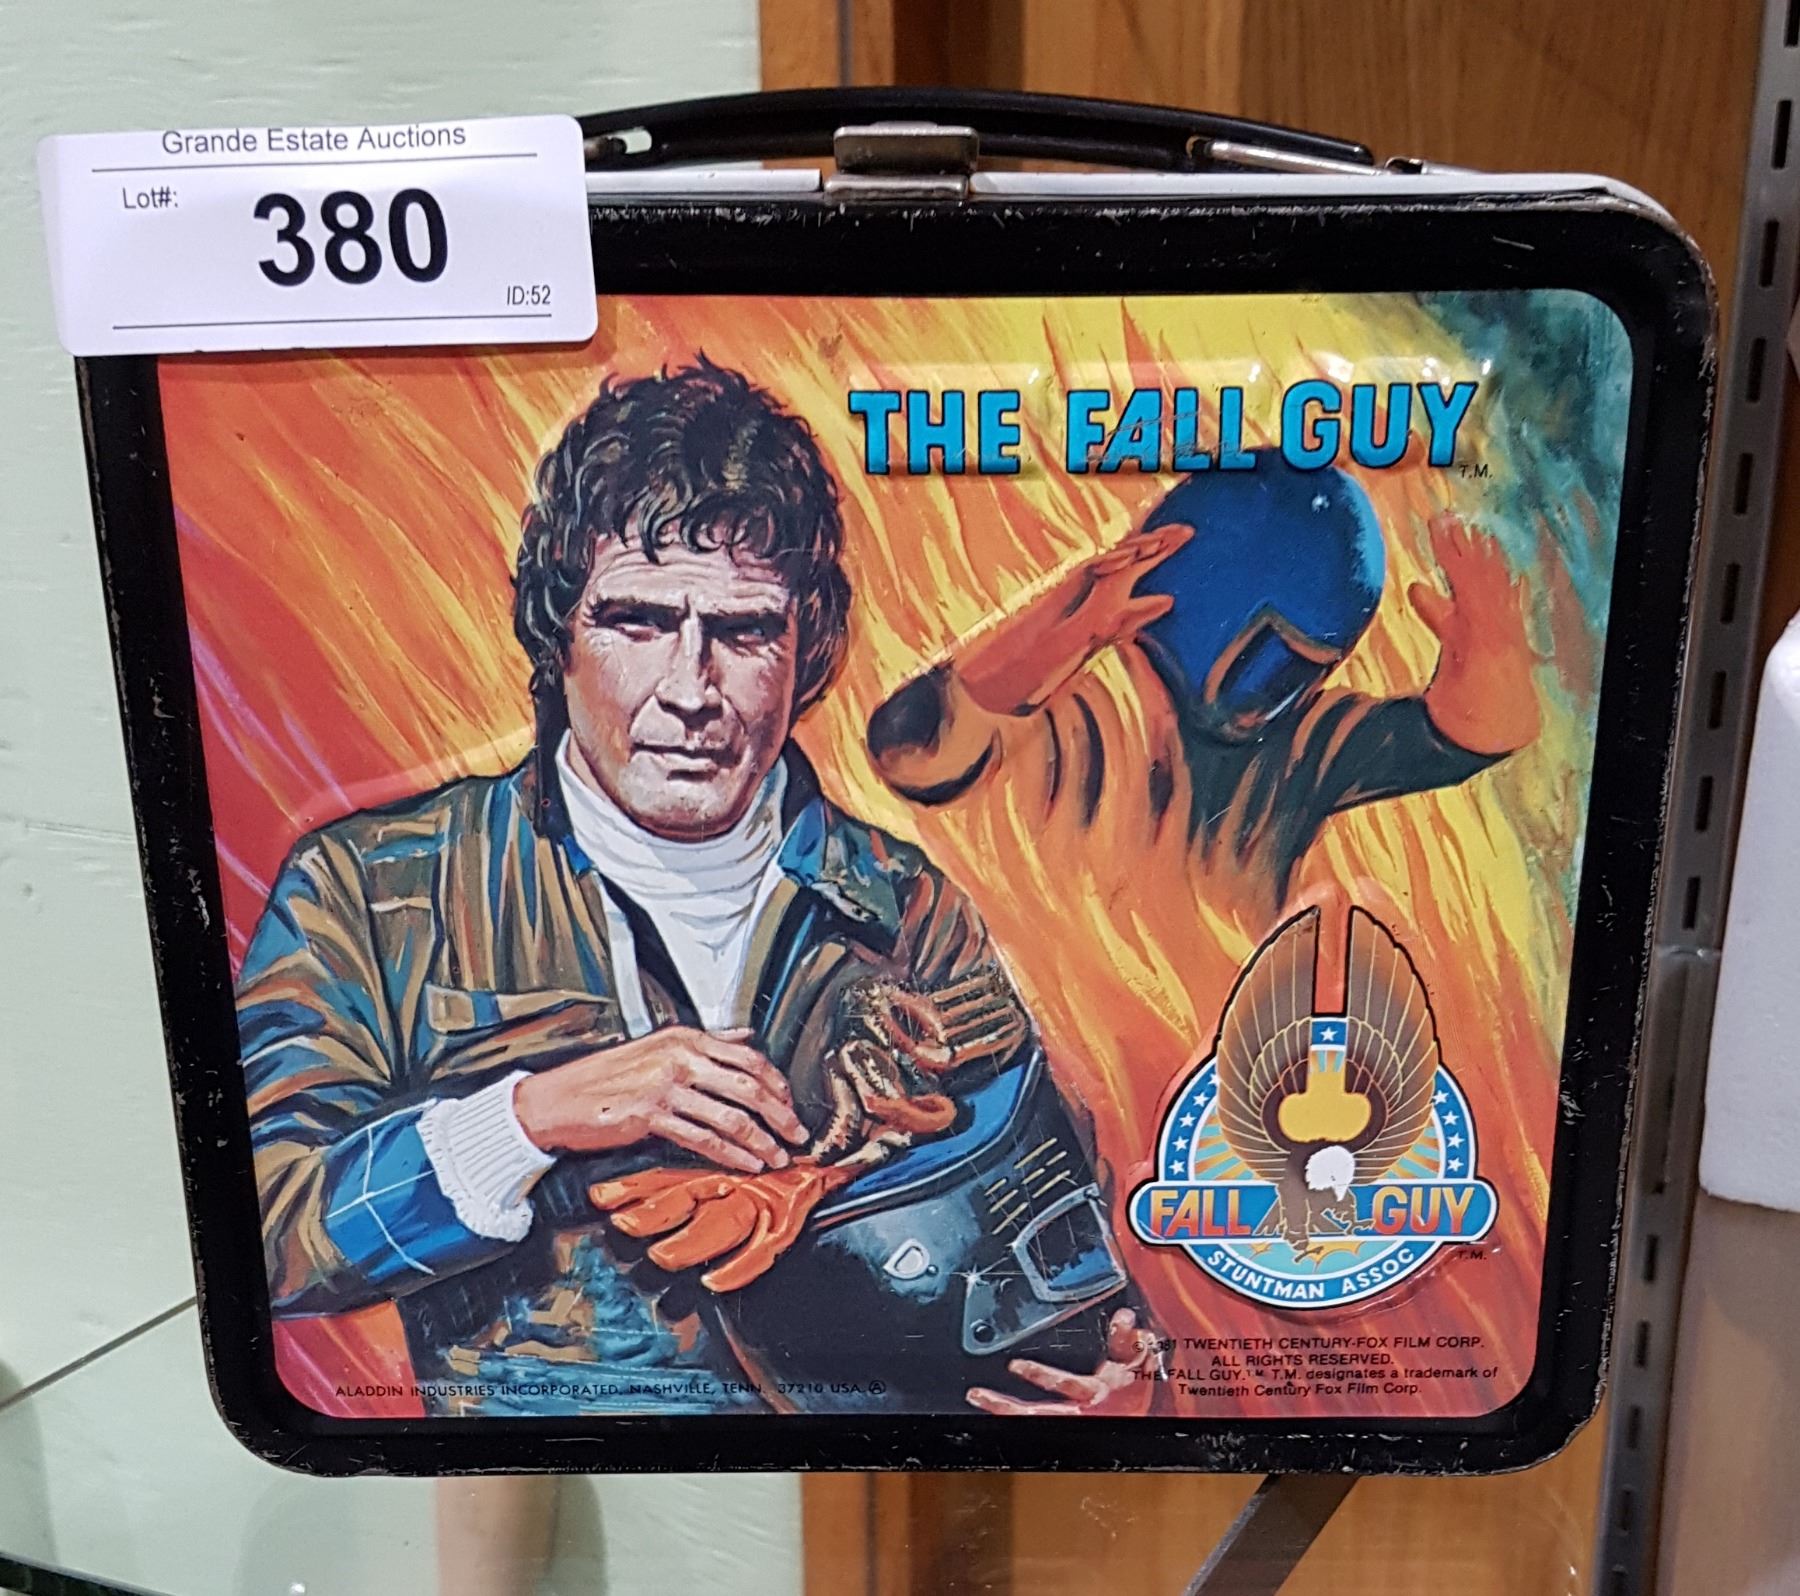 Grande Estate Auctions
Lot#:
380
ID:52
THE FALL GUY
T.M.
FALL GUY
STUNTMAN ASSOC
T.M.
TWENTIETH CENTURY-FOX FILM CORP.
ALL RIGHTS RESERVED.
THE FALL GUY.T.M. T.M. designates a trademark of
Twentieth Century Fox Film Corp.
ALADDIN INDUSTRIES INCORPORATED, NASHVILLE, TENN. 37210 USA